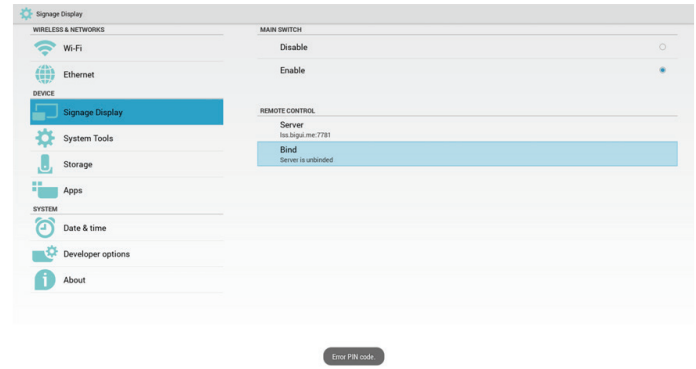 Signage Display
WIRELESS & NETWORKS
Wi-Fi
Ethernet
DEVICE
Signage Display
System Tools
Storage
Apps
SYSTEM
Date & time
Developer options
About
MAIN SWITCH
Disable
Enable
REMOTE CONTROL
Server
lss.bigui.me:7781
Bind
Server is unbinded
Error PIN code.